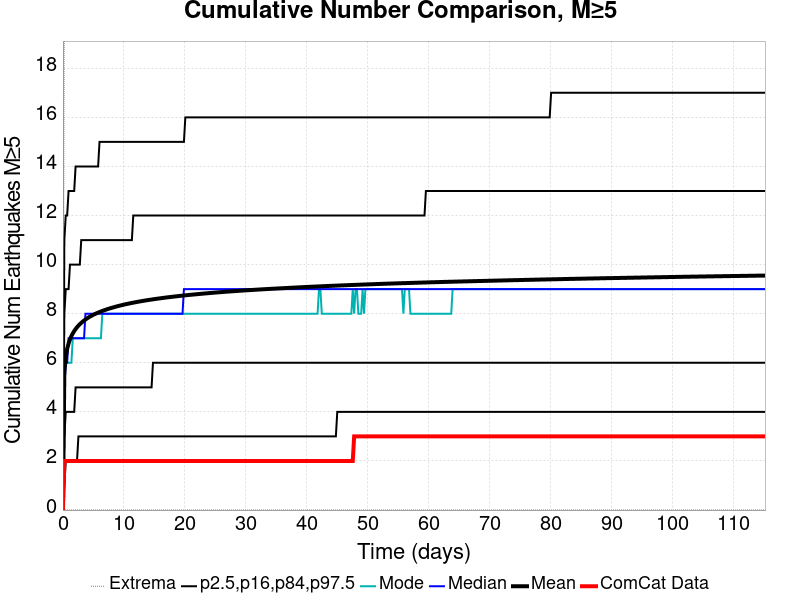 Cumulative Number Comparison, M≥5
Cumulative Num Earthquakes M≥5
18
16
14
12
10
8
6
4
2
0
0 10 20 30 40 50 60 70 80 90 100 110
Time (days)
Extrema p2.5,p16,p84,p97.5 Mode Median Mean ComCat Data